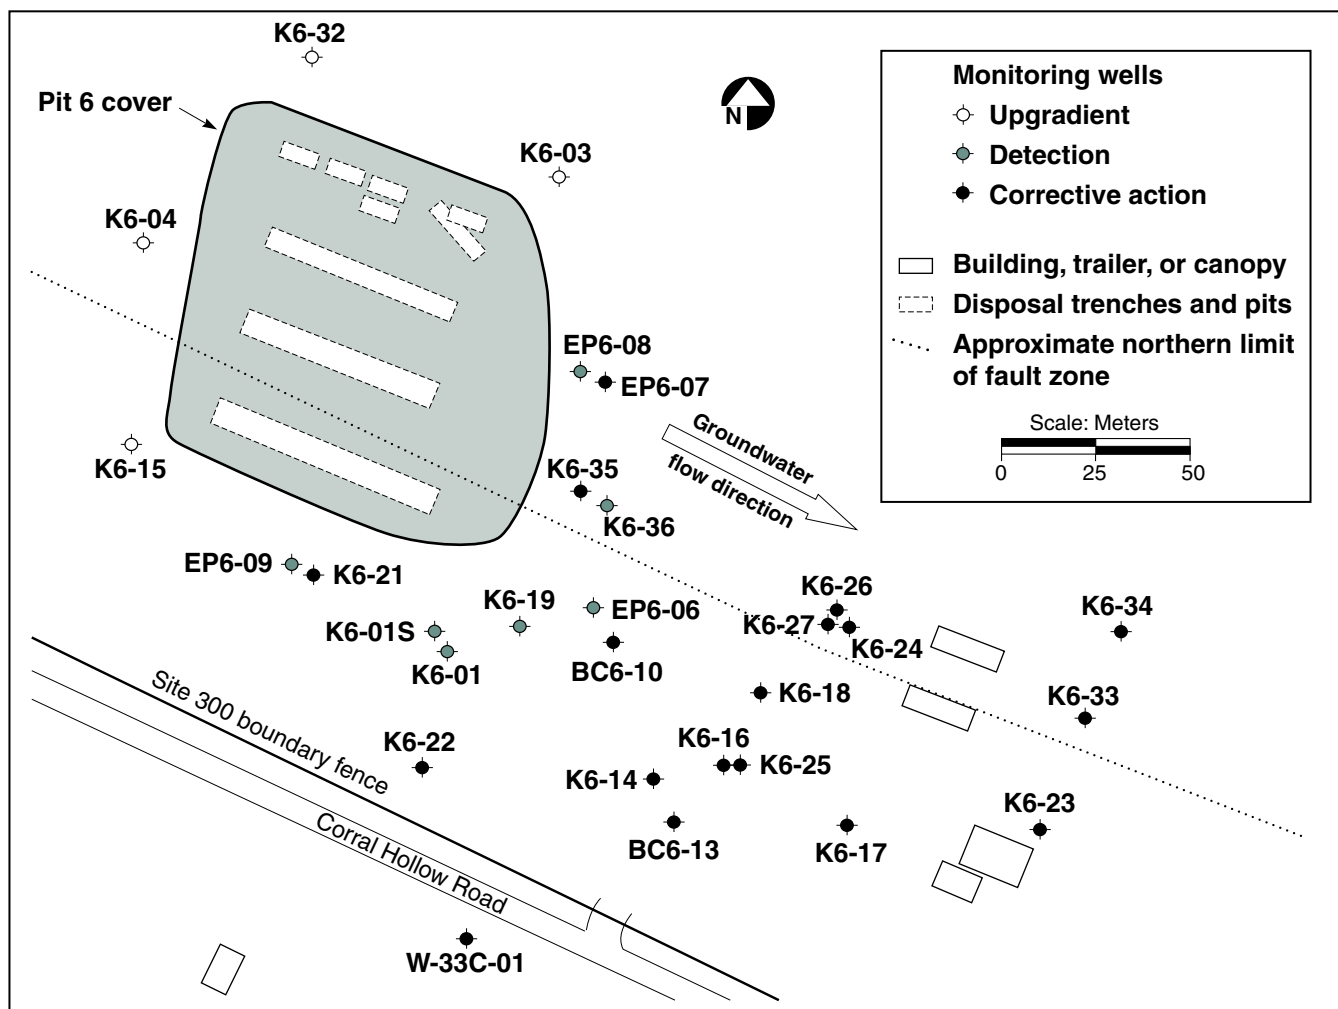 K6-32
Pit 6 cover
K6-03
K6-04
N
Monitoring wells
Upgradient
Detection
Corrective action
Building, trailer, or canopy
Disposal trenches and pits
Approximate northern limit
of fault zone
Scale: Meters
0 25 50
EP6-08
EP6-07
K6-15
K6-35
K6-36
Groundwater
flow direction
EP6-09
K6-21
K6-19
EP6-06
K6-01S
K6-01
BC6-10
K6-26
K6-27
K6-24
K6-34
K6-18
K6-33
K6-22
K6-16
K6-25
K6-14
BC6-13
K6-17
K6-23
Site 300 boundary fence
Corral Hollow Road
W-33C-01